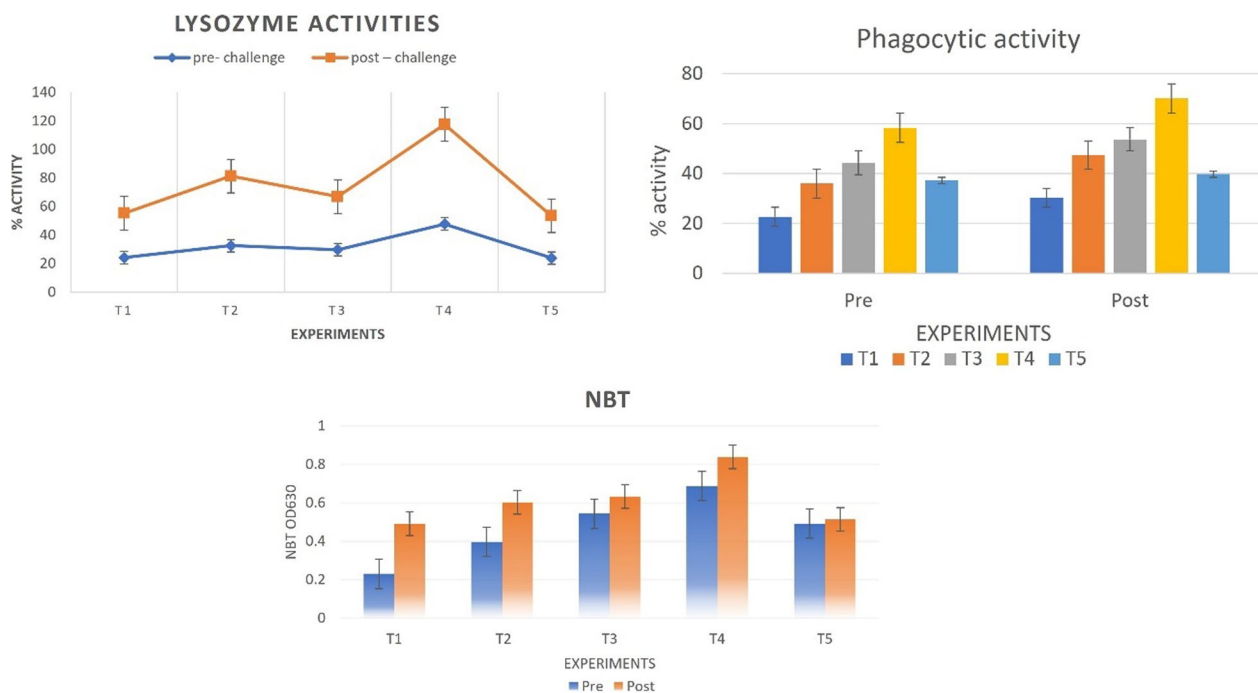 LYSOZYME ACTIVITIES
pre- challenge post – challenge
140
120
100
80
60
40
20
0
% ACTIVITY
T1 T2 T3 T4 T5
EXPERIMENTS
Phagocytic activity
80
60
40
20
0
% activity
Pre Post
EXPERIMENTS
T1 T2 T3 T4 T5
NBT
1
0.8
0.6
0.4
0.2
0
NBT OD630
T1 T2 T3 T4 T5
EXPERIMENTS
Pre Post